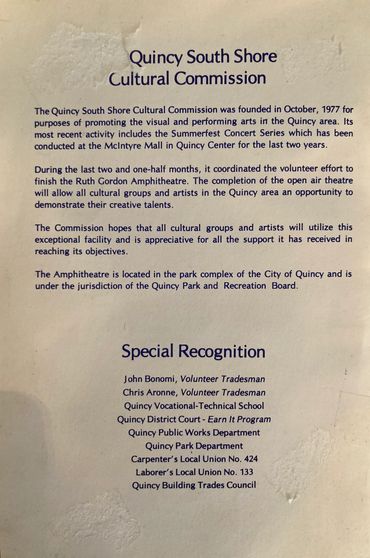 Quincy South Shore
Cultural Commission
The Quincy South Shore Cultural Commission was founded in October, 1977 for
purposes of promoting the visual and performing arts in the Quincy area. Its
most recent activity includes the Summerfest Concert Series which has been
conducted at the McIntyre Mall in Quincy Center for the last two years.
During the last two and one-half months, it coordinated the volunteer effort to
finish the Ruth Gordon Amphitheatre. The completion of the open air theatre
will allow all cultural groups and artists in the Quincy area an opportunity to
demonstrate their creative talents.
The Commission hopes that all cultural groups and artists will utilize this
exceptional facility and is appreciative for all the support it has received in
reaching its objectives.
The Amphitheatre is located in the park complex of the City of Quincy and is
under the jurisdiction of the Quincy Park and Recreation Board.
Special Recognition
John Bonomi, Volunteer Tradesman
Chris Aronne, Volunteer Tradesman
Quincy Vocational-Technical School
Quincy District Court - Earn It Program
Quincy Public Works Department
Quincy Park Department
Carpenter's Local Union No. 424
Laborer's Local Union No. 133
Quincy Building Trades Council